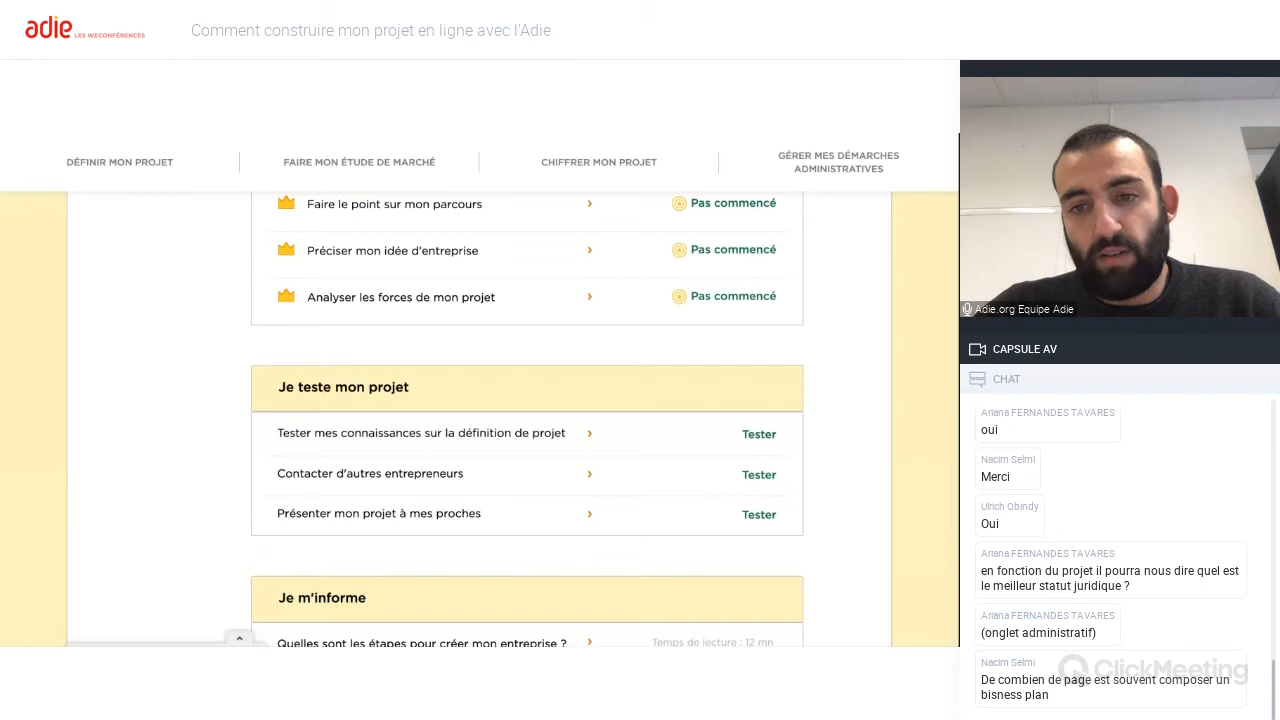 adie LES WECONFÉRENCES
Comment construire mon projet en ligne avec l'Adie
DÉFINIR MON PROJET
FAIRE MON ÉTUDE DE MARCHÉ
CHIFFRER MON PROJET
GÉRER MES DÉMARCHES
ADMINISTRATIVES
Faire le point sur mon parcours > Pas commencé
Préciser mon idée d'entreprise > Pas commencé
Analyser les forces de mon projet > Pas commencé
Je teste mon projet
Tester mes connaissances sur la définition de projet > Tester
Contacter d'autres entrepreneurs > Tester
Présenter mon projet à mes proches > Tester
Je m'informe
Quelles sont les étapes pour créer mon entreprise ? > Temps de lecture : 12 mn
Adie.org Equipe Adie
CAPSULE AV
CHAT
Ariana FERNANDES TAVARES
oui
Nacim Selmi
Merci
Ulrich Obindy
Oui
Ariana FERNANDES TAVARES
en fonction du projet il pourra nous dire quel est
le meilleur statut juridique ?
Ariana FERNANDES TAVARES
(onglet administratif)
Nacim Selmi
De combien de page est souvent composer un
bisness plan
ClickMeeting